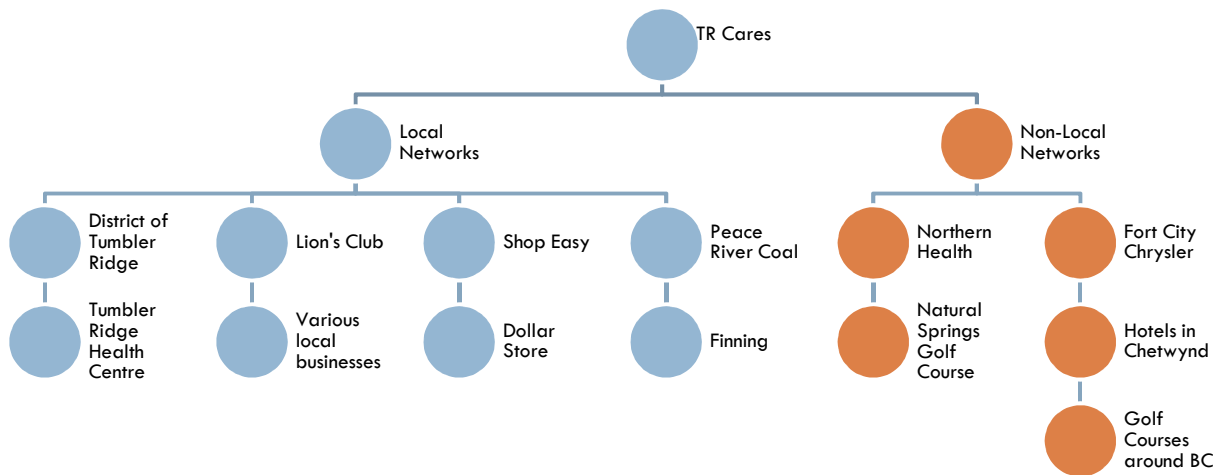 TR Cares
Local
Networks
Non-Local
Networks
District of
Tumbler
Ridge
Lion's Club
Shop Easy
Peace
River Coal
Northern
Health
Fort City
Chrysler
Tumbler
Ridge
Health
Centre
Various
local
businesses
Dollar
Store
Finning
Natural
Springs
Golf
Course
Hotels in
Chetwynd
Golf
Courses
around BC